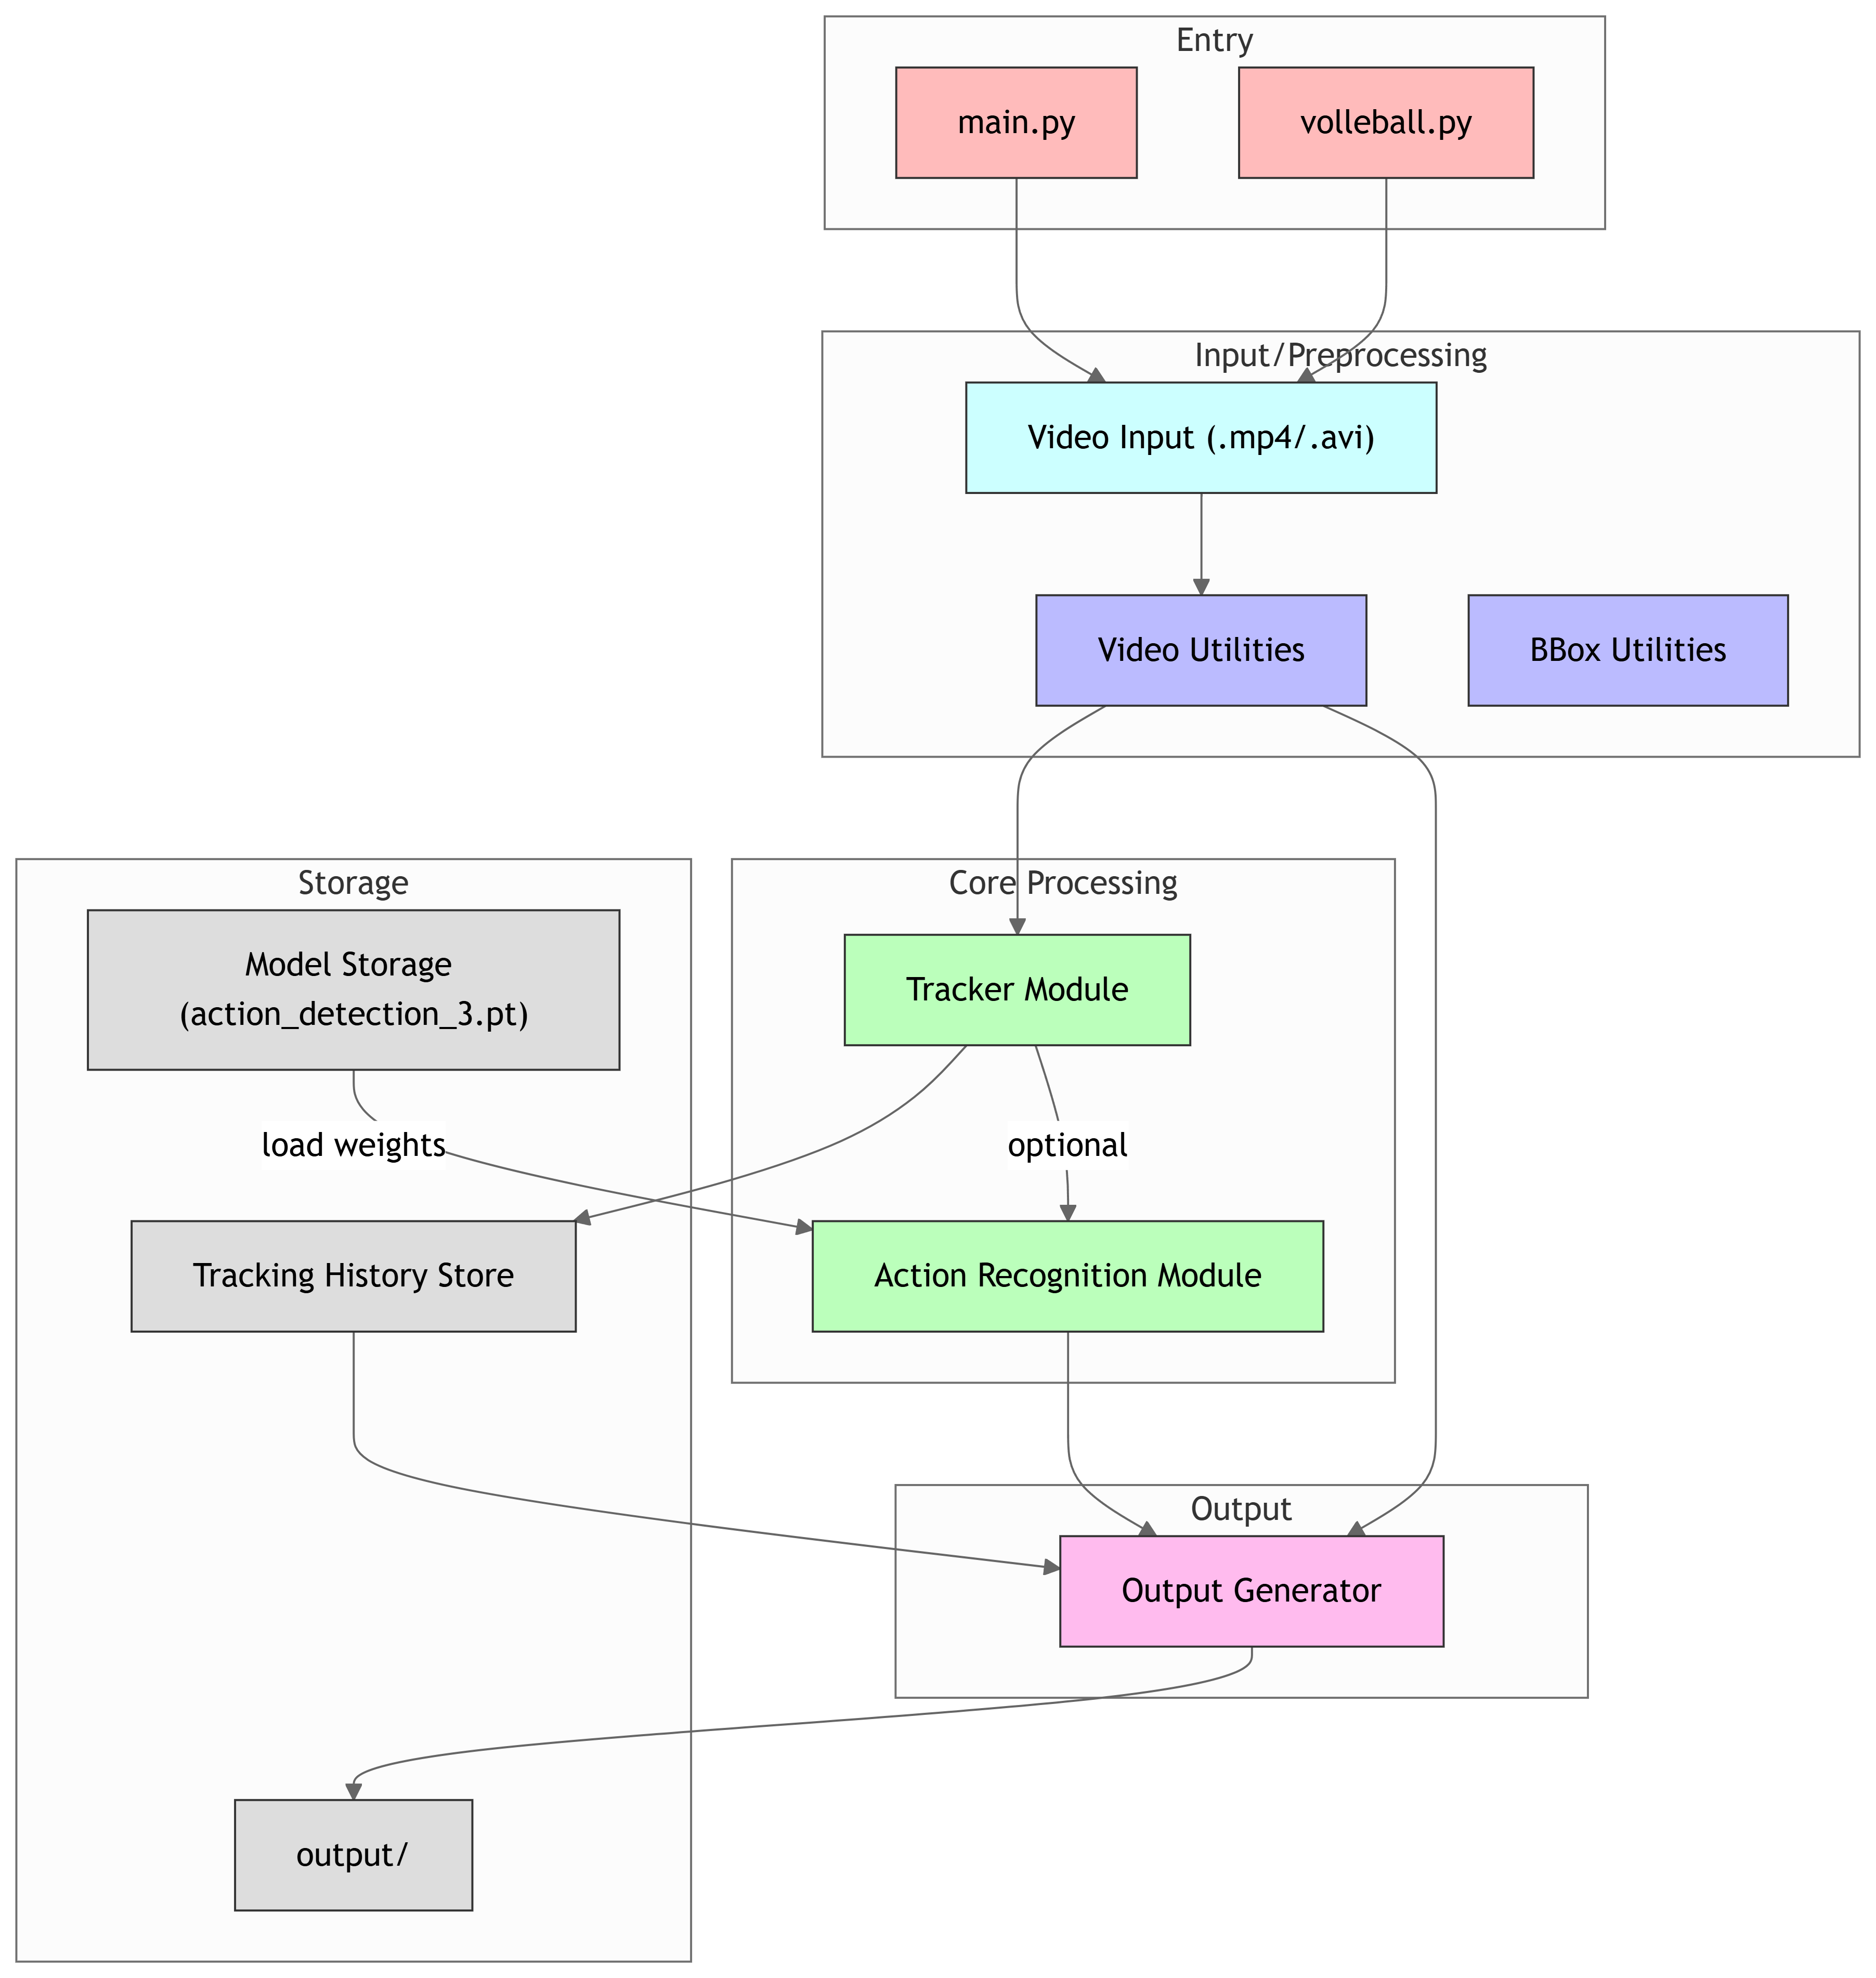 Entry
main.py
volleball.py
Input/Preprocessing
Video Input (.mp4/.avi)
Video Utilities
BBox Utilities
Storage
Core Processing
Model Storage
(action_detection_3.pt)
Tracker Module
load weights
optional
Tracking History Store
Action Recognition Module
Output
Output Generator
output/